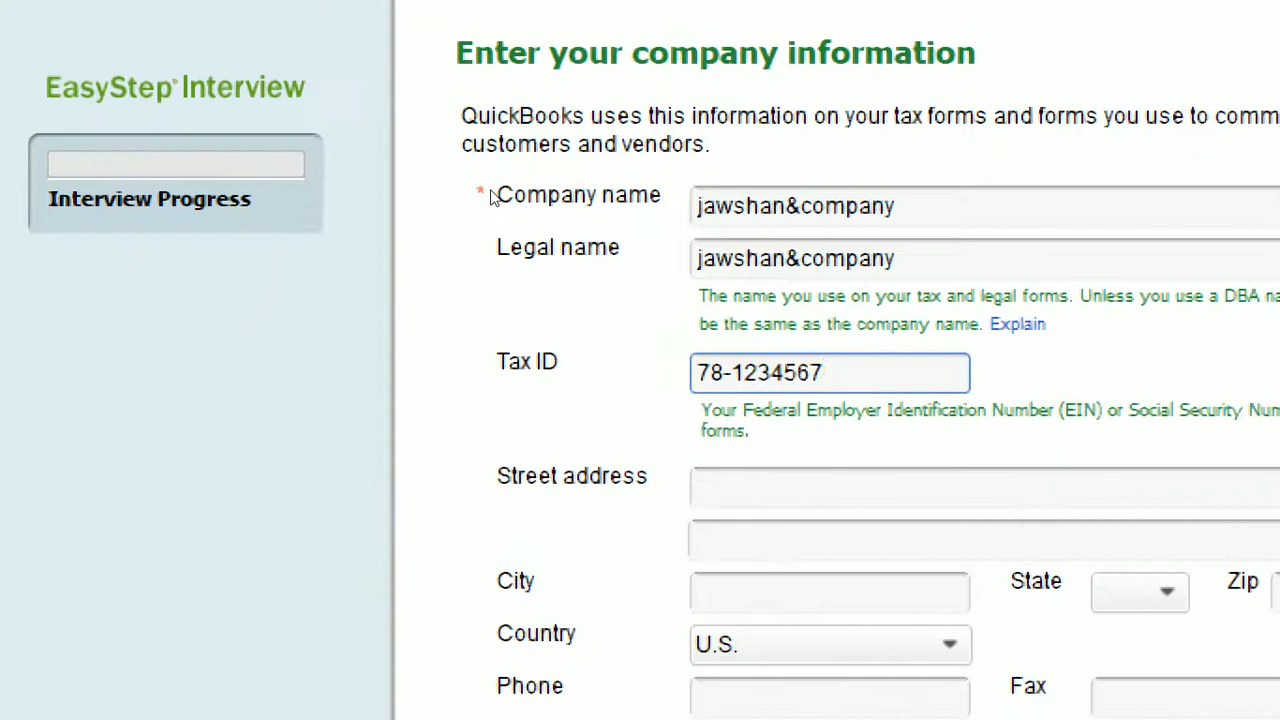 Enter your company information
EasyStep® Interview
Interview Progress
QuickBooks uses this information on your tax forms and forms you use to
customers and vendors.
* Company name
jawshan&company
Legal name
jawshan&company
The name you use on your tax and legal forms. Unless you use a DBA
be the same as the company name. Explain
Tax ID
78-1234567
Your Federal Employer Identification Number (EIN) or Social Security
forms.
Street address
City
State
Zip
Country
U.S.
Phone
Fax